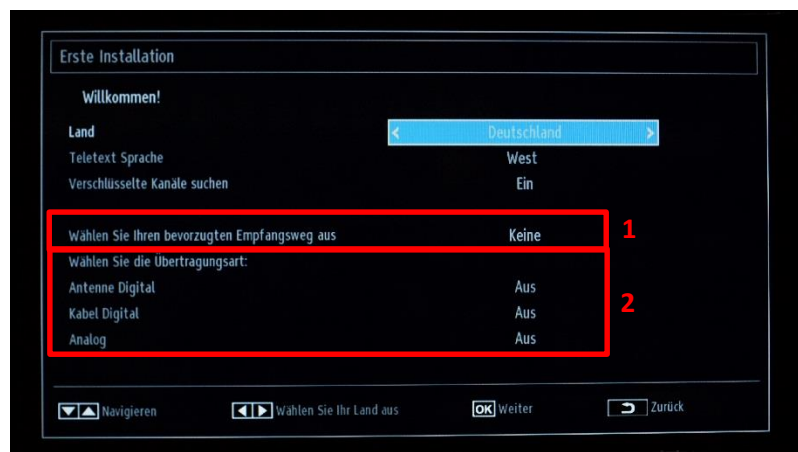 Erste Installation
Willkommen!
Land < Deutschland >
Teletext Sprache West
Verschlüsselte Kanäle suchen Ein
Wählen Sie Ihren bevorzugten Empfangsweg aus Keine 1
Wählen Sie die Übertragungsart:
Antenne Digital Aus
Kabel Digital Aus 2
Analog Aus
Navigieren Wählen Sie Ihr Land aus OK Weiter Zurück